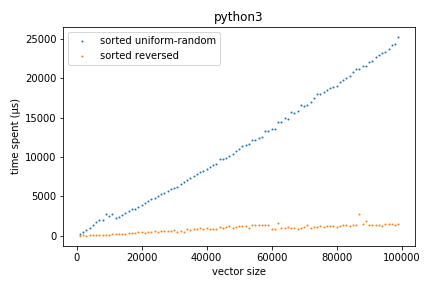 python3
sorted uniform-random
sorted reversed
time spent (μs)
25000
20000
15000
10000
5000
0
0
20000
40000
60000
80000
100000
vector size